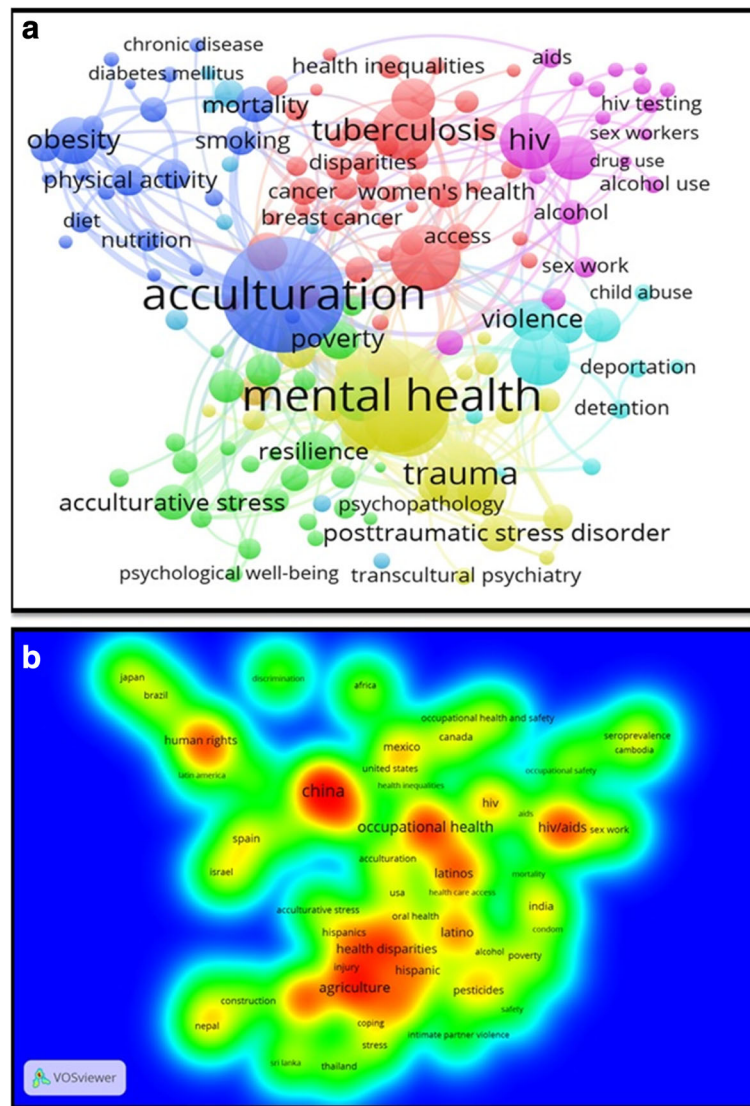 a
chronic disease
diabetes mellitus
health inequalities
aids
mortality
hiv testing
obesity
smoking
tuberculosis
hiv
sex workers
disparities
drug use
physical activity
cancer
women's health
alcohol use
diet
breast cancer
alcohol
nutrition
access
sex work
acculturation
child abuse
violence
poverty
deportation
mental health
detention
resilience
trauma
acculturative stress
psychopathology
posttraumatic stress disorder
psychological well-being
transcultural psychiatry
b
japan
discrimination
africa
brazil
occupational health and safety
human rights
mexico
canada
seroprevalence
cambodia
latin america
united states
occupational safety
health inequalities
china
hiv
aids
occupational health
hiv/aids
sex work
spain
acculturation
israel
latinos
mortality
usa
health care access
acculturative stress
oral health
india
hispanics
latino
condom
health disparities
alcohol
poverty
injury
hispanic
agriculture
pesticides
construction
safety
nepal
coping
intimate partner violence
stress
sri lanka
thailand
VOSviewer